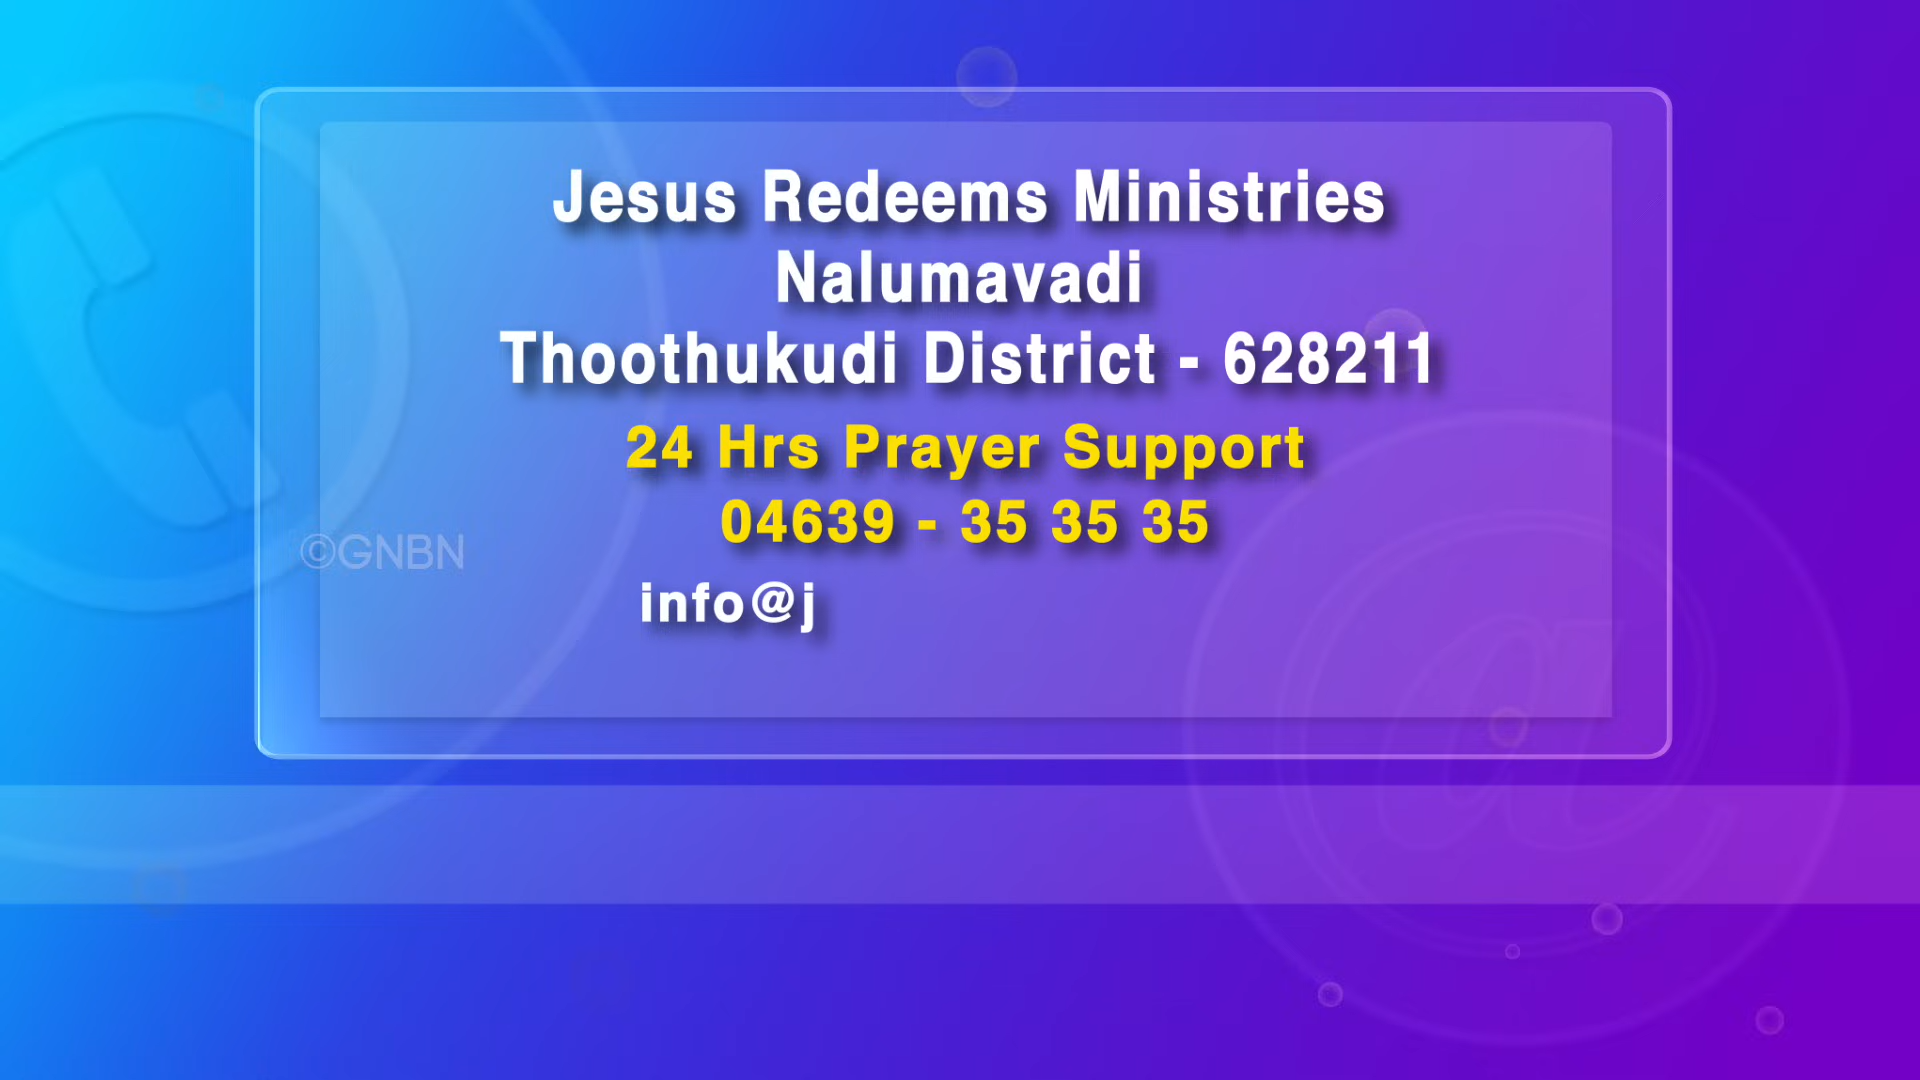 Jesus Redeems Ministries
Nalumavadi
Thoothukudi District - 628211
24 Hrs Prayer Support
04639 - 35 35 35
©GNBN
info@j